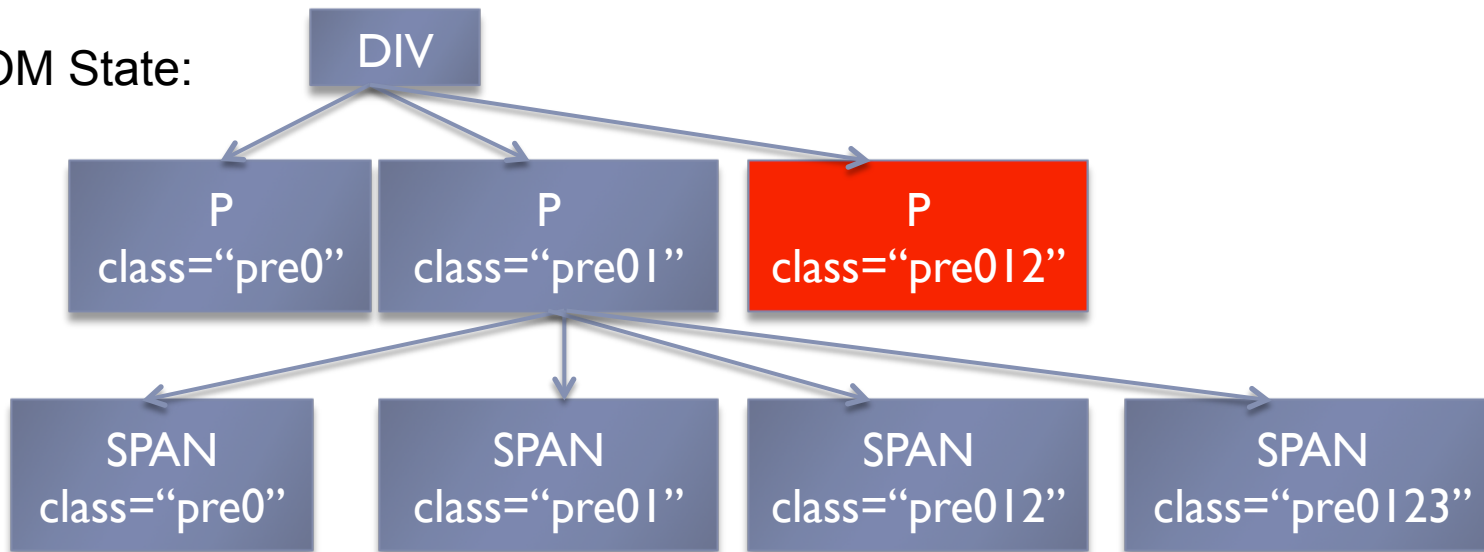 DIV
OM State:
P
class=“pre0”
P
class=“pre01”
P
class=“pre012”
SPAN
class=“pre0”
SPAN
class=“pre01”
SPAN
class=“pre012”
SPAN
class=“pre0123”